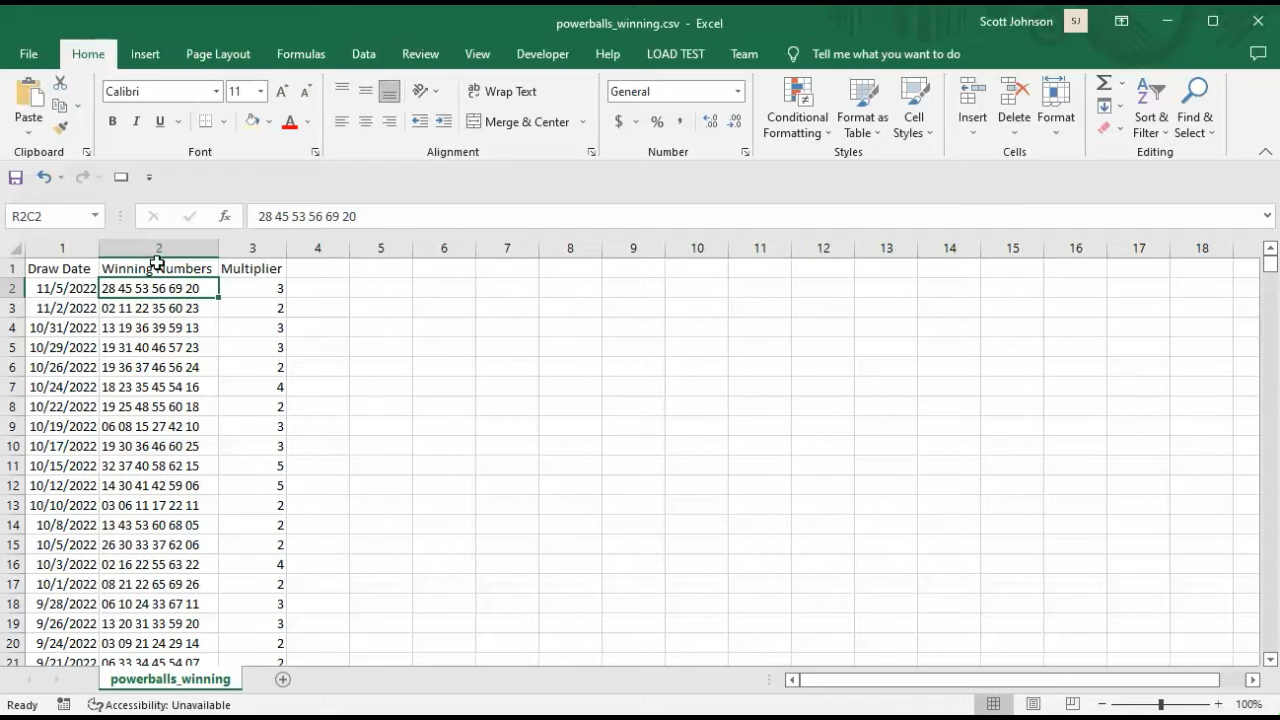 powerballs_winning.csv - Excel
Scott Johnson SJ
File Home Insert Page Layout Formulas Data Review View Developer Help LOAD TEST Team Tell me what you want to do
Calibri 11 Wrap Text General
Paste B I U Merge & Center $ % , Conditional Formatting Format as Table Cell Styles Insert Delete Format Sort & Filter Find & Select
Clipboard Font Alignment Number Styles Cells Editing
R2C2 fx 28 45 53 56 69 20
1 2 3 4 5 6 7 8 9 10 11 12 13 14 15 16 17 18
1 Draw Date Winning Numbers Multiplier
2 11/5/2022 28 45 53 56 69 20 3
3 11/2/2022 02 11 22 35 60 23 2
4 10/31/2022 13 19 36 39 59 13 3
5 10/29/2022 19 31 40 46 57 23 3
6 10/26/2022 19 36 37 46 56 24 2
7 10/24/2022 18 23 35 45 54 16 4
8 10/22/2022 19 25 48 55 60 18 2
9 10/19/2022 06 08 15 27 42 10 3
10 10/17/2022 19 30 36 46 60 25 3
11 10/15/2022 32 37 40 58 62 15 5
12 10/12/2022 14 30 41 42 59 06 5
13 10/10/2022 03 06 11 17 22 11 2
14 10/8/2022 13 43 53 60 68 05 2
15 10/5/2022 26 30 33 37 62 06 2
16 10/3/2022 02 16 22 55 63 22 4
17 10/1/2022 08 21 22 65 69 26 2
18 9/28/2022 06 10 24 33 67 11 3
19 9/26/2022 13 20 31 33 59 20 3
20 9/24/2022 03 09 21 24 29 14 2
21 9/21/2022 06 33 34 45 54 07 2
powerballs_winning
Ready Accessibility: Unavailable 100%